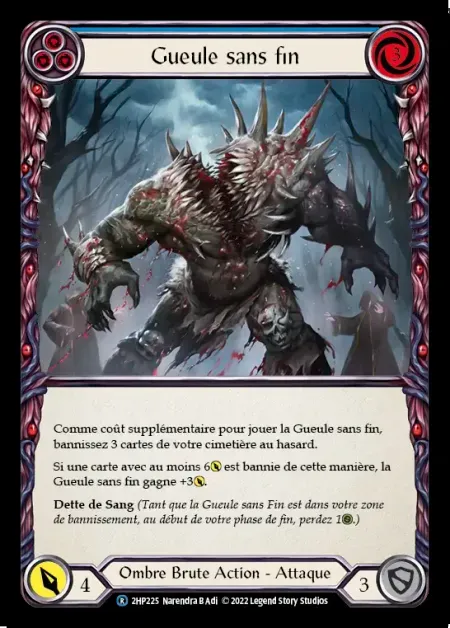 Gueule sans fin
3
Comme coût supplémentaire pour jouer la Gueule sans fin,
bannissez 3 cartes de votre cimetière au hasard.
Si une carte avec au moins 6 est bannie de cette manière, la
Gueule sans fin gagne +3.
Dette de Sang (Tant que la Gueule sans Fin est dans votre zone
de bannissement, au début de votre phase de fin, perdez 1.)
4
Ombre Brute Action - Attaque
3
R 2HP225 Narendra B Adi © 2022 Legend Story Studios